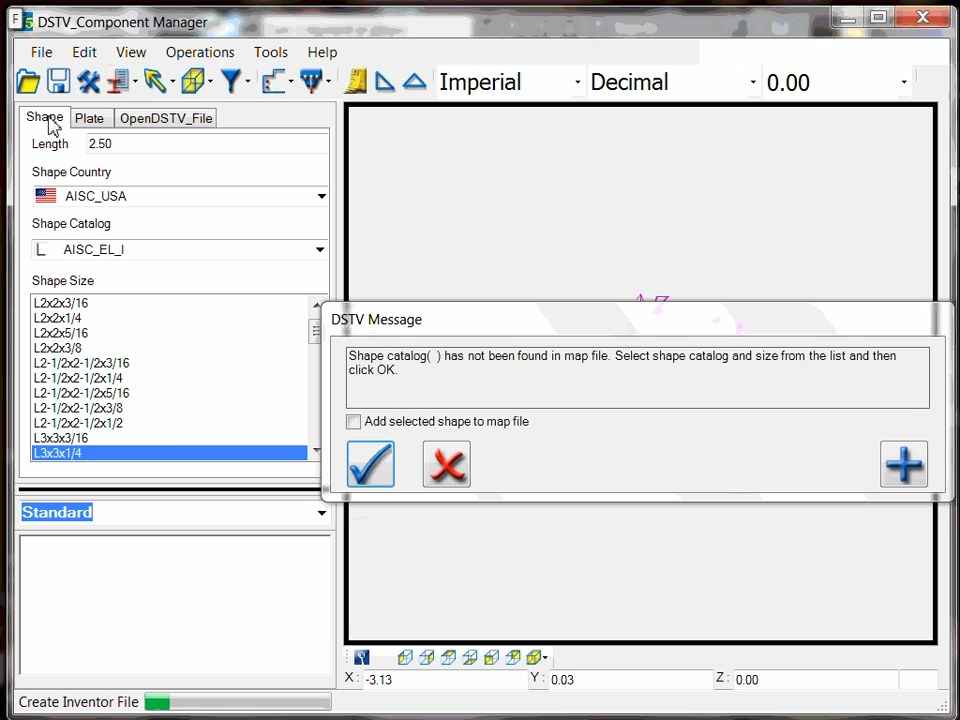 F 5 DSTV_Component Manager
File Edit View Operations Tools Help
Imperial Decimal 0.00
Shape Plate OpenDSTV_File
Length 2.50
Shape Country
AISC_USA
Shape Catalog
AISC_EL_I
Shape Size
L2x2x3/16
L2x2x1/4
L2x2x5/16
L2x2x3/8
L2-1/2x2-1/2x3/16
L2-1/2x2-1/2x1/4
L2-1/2x2-1/2x5/16
L2-1/2x2-1/2x3/8
L2-1/2x2-1/2x1/2
L3x3x3/16
L3x3x1/4
DSTV Message
Shape catalog( ) has not been found in map file. Select shape catalog and size from the list and then
click OK.
Add selected shape to map file
Standard
X: -3.13 Y: 0.03 Z: 0.00
Create Inventor File